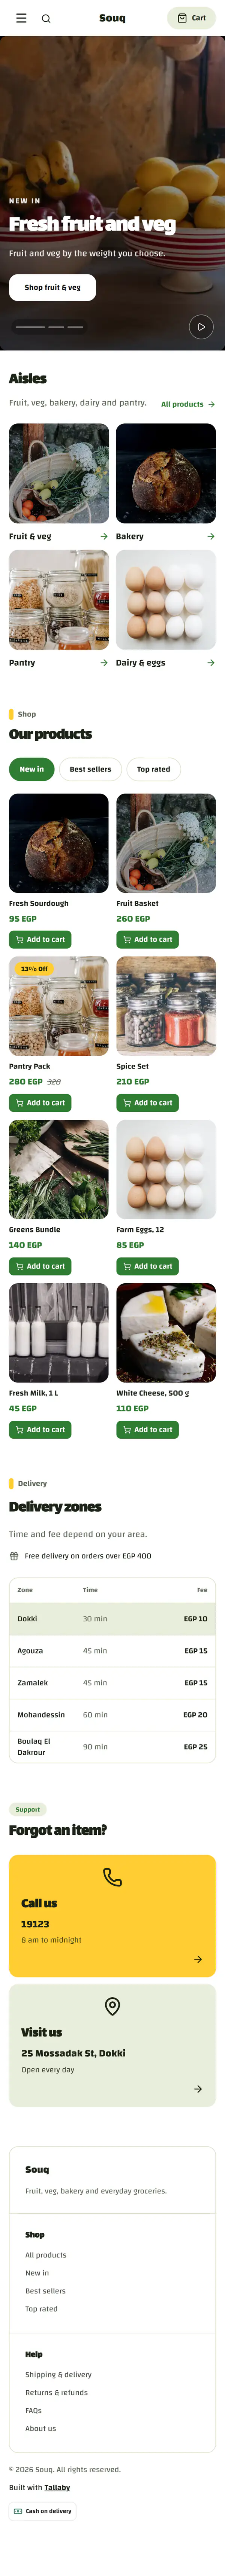 Souq
Cart
NEW IN
Fresh fruit and veg
Fruit and veg by the weight you choose.
Shop fruit & veg
Aisles
Fruit, veg, bakery, dairy and pantry.
All products
Fruit & veg
Bakery
Pantry
Dairy & eggs
Shop
Our products
New in
Best sellers
Top rated
Fresh Sourdough
Fruit Basket
95 EGP
260 EGP
Add to cart
Add to cart
13% Off
Pantry Pack
Spice Set
280 EGP 320
210 EGP
Add to cart
Add to cart
Greens Bundle
Farm Eggs, 12
140 EGP
85 EGP
Add to cart
Add to cart
Fresh Milk, 1 L
White Cheese, 500 g
45 EGP
110 EGP
Add to cart
Add to cart
Delivery
Delivery zones
Time and fee depend on your area.
Free delivery on orders over EGP 400
Zone Time Fee
Dokki 30 min EGP 10
Agouza 45 min EGP 15
Zamalek 45 min EGP 15
Mohandessin 60 min EGP 20
Boulaq El
Dakrour 90 min EGP 25
Support
Forgot an item?
Call us
19123
8 am to midnight
Visit us
25 Mossadak St, Dokki
Open every day
Souq
Fruit, veg, bakery and everyday groceries.
Shop
All products
New in
Best sellers
Top rated
Help
Shipping & delivery
Returns & refunds
FAQs
About us
© 2026 Souq. All rights reserved.
Built with Tallaby
Cash on delivery